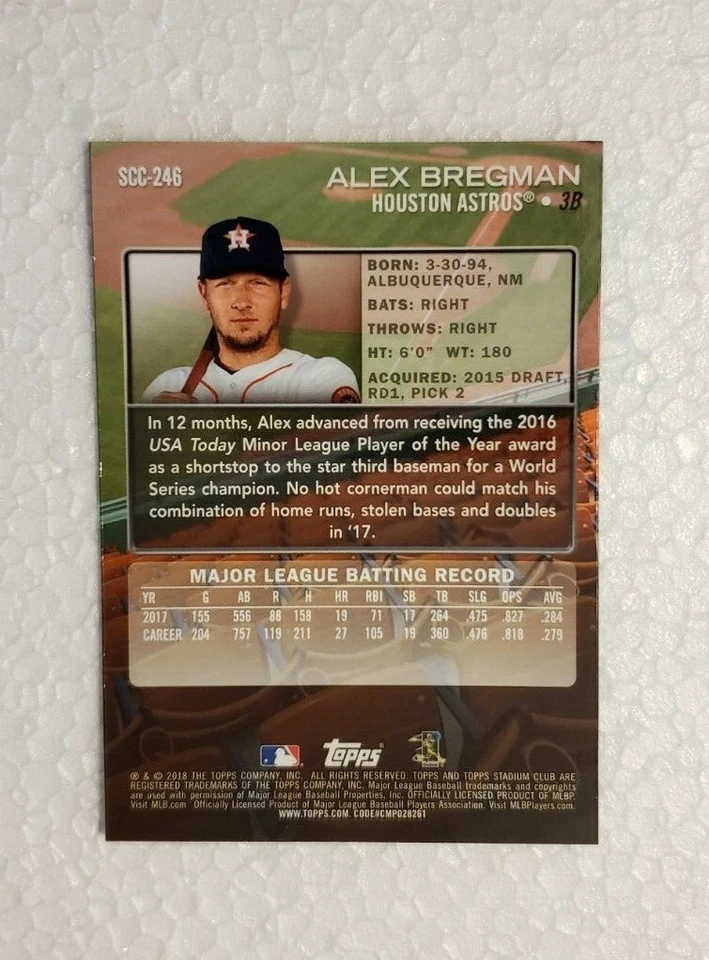 SCC-246
ALEX BREGMAN
HOUSTON ASTROS® • 3B
H
BORN: 3-30-94,
ALBUQUERQUE, NM
BATS: RIGHT
THROWS: RIGHT
HT: 6'0" WT: 180
ACQUIRED: 2015 DRAFT,
RD1, PICK 2
In 12 months, Alex advanced from receiving the 2016
USA Today Minor League Player of the Year award
as a shortstop to the star third baseman for a World
Series champion. No hot cornerman could match his
combination of home runs, stolen bases and doubles
in '17.
MAJOR LEAGUE BATTING RECORD
YR G AB R H HR RBI SB TB SLG OPS AVG
2017 155 556 88 158 19 71 17 264 .475 .827 .284
CAREER 204 757 119 211 27 105 19 360 .476 .818 .279
topps
® & © 2018 THE TOPPS COMPANY, INC. ALL RIGHTS RESERVED. TOPPS AND TOPPS STADIUM CLUB ARE
REGISTERED TRADEMARKS OF THE TOPPS COMPANY, INC. Major League Baseball trademarks and copyrights
are used with permission of Major League Baseball Properties, Inc. OFFICIALLY LICENSED PRODUCT OF MLBP.
Visit MLB.com Officially Licensed Product of Major League Baseball Players Association. Visit MLBPlayers.com.
WWW.TOPPS.COM CODE#CMP028261